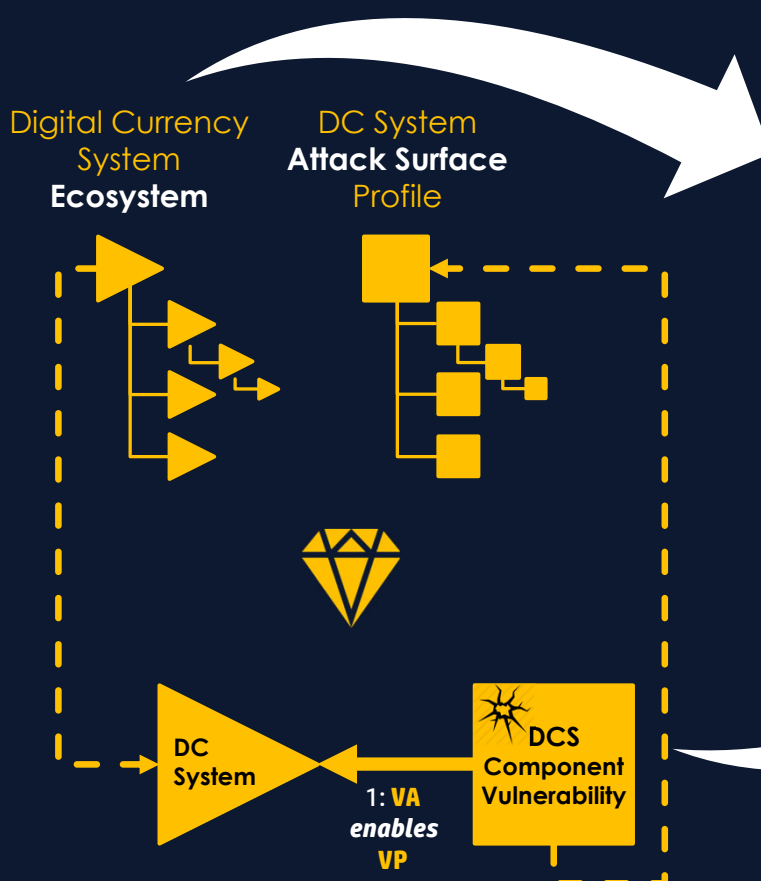 Digital Currency
System
Ecosystem
DC System
Attack Surface
Profile
DC
System
DCS
Component
Vulnerability
1: VA
enables
VP